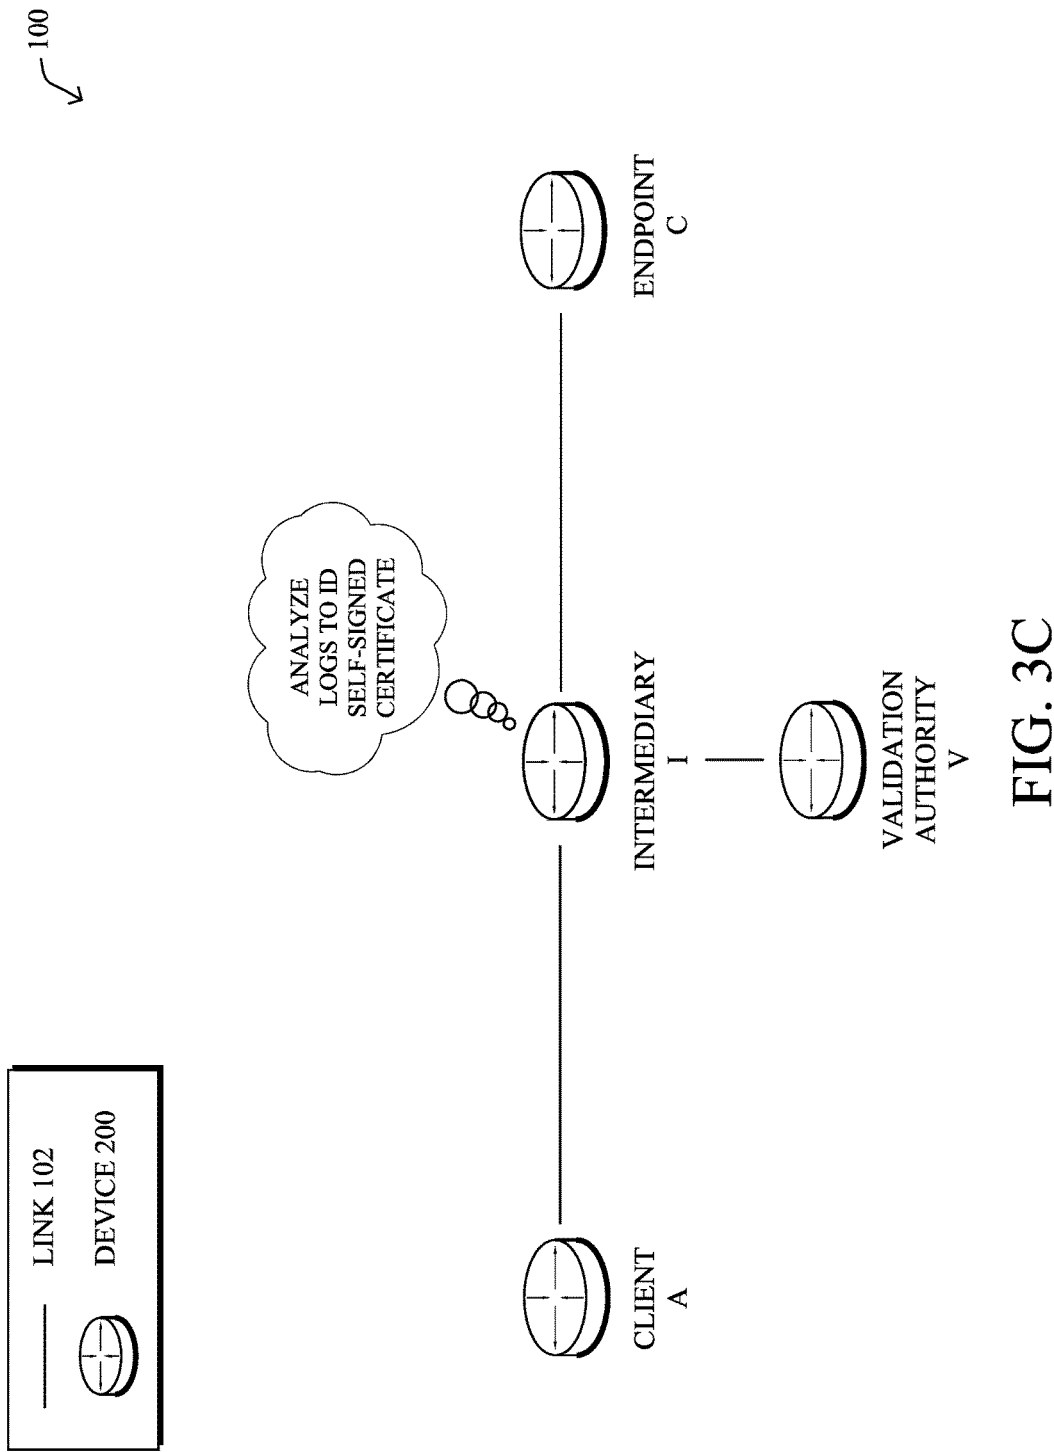 100
LINK 102
DEVICE 200
ANALYZE
LOGS TO ID
SELF-SIGNED
CERTIFICATE
CLIENT
A
INTERMEDIARY
I
ENDPOINT
C
VALIDATION
AUTHORITY
V
FIG. 3C